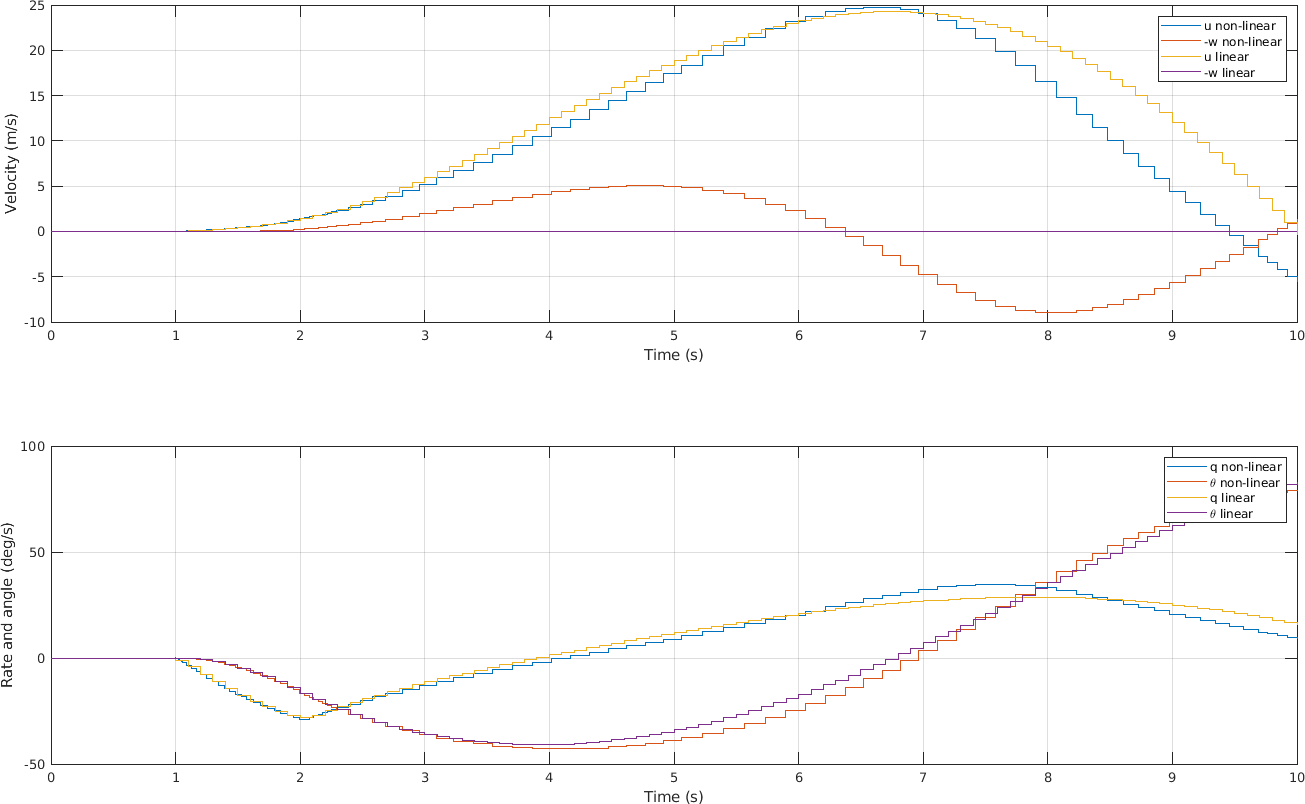 25
20
15
10
5
0
-5
-10
Velocity (m/s)
u non-linear
-w non-linear
u linear
-w linear
0 1 2 3 4 5 6 7 8 9 10
Time (s)
100
50
0
-50
Rate and angle (deg/s)
q non-linear
θ non-linear
q linear
θ linear
0 1 2 3 4 5 6 7 8 9 10
Time (s)